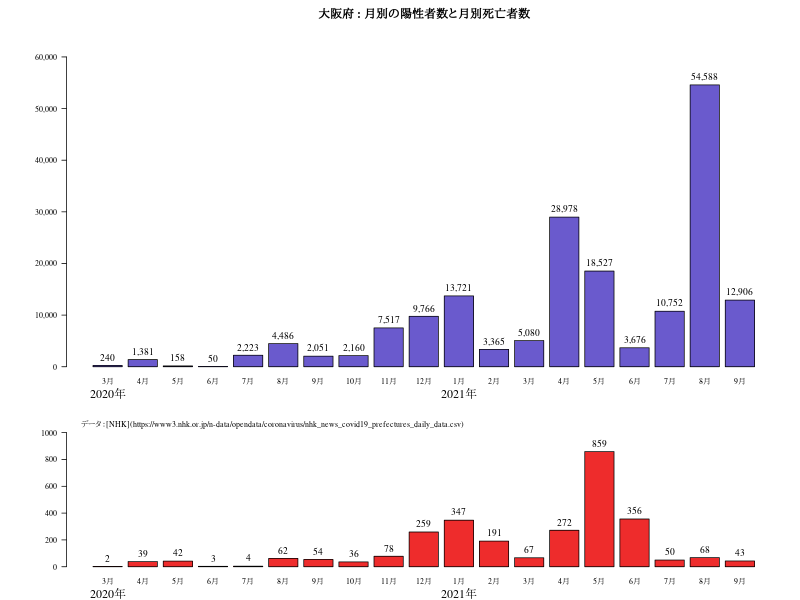 大阪府 : 月別の陽性者数と月別死亡者数
60,000
50,000
40,000
30,000
20,000
10,000
0
240 1,381 158 50 2,223 4,486 2,051 2,160 7,517 9,766 13,721 3,365 5,080 28,978 18,527 3,676 10,752 54,588 12,906
3月 4月 5月 6月 7月 8月 9月 10月 11月 12月 1月 2月 3月 4月 5月 6月 7月 8月 9月
2020年 2021年
データ : [NHK](https://www3.nhk.or.jp/n-data/opendata/coronavirus/nhk_news_covid19_prefectures_daily_data.csv)
1000
800
600
400
200
0
2 39 42 3 4 62 54 36 78 259 347 191 67 272 859 356 50 68 43
3月 4月 5月 6月 7月 8月 9月 10月 11月 12月 1月 2月 3月 4月 5月 6月 7月 8月 9月
2020年 2021年